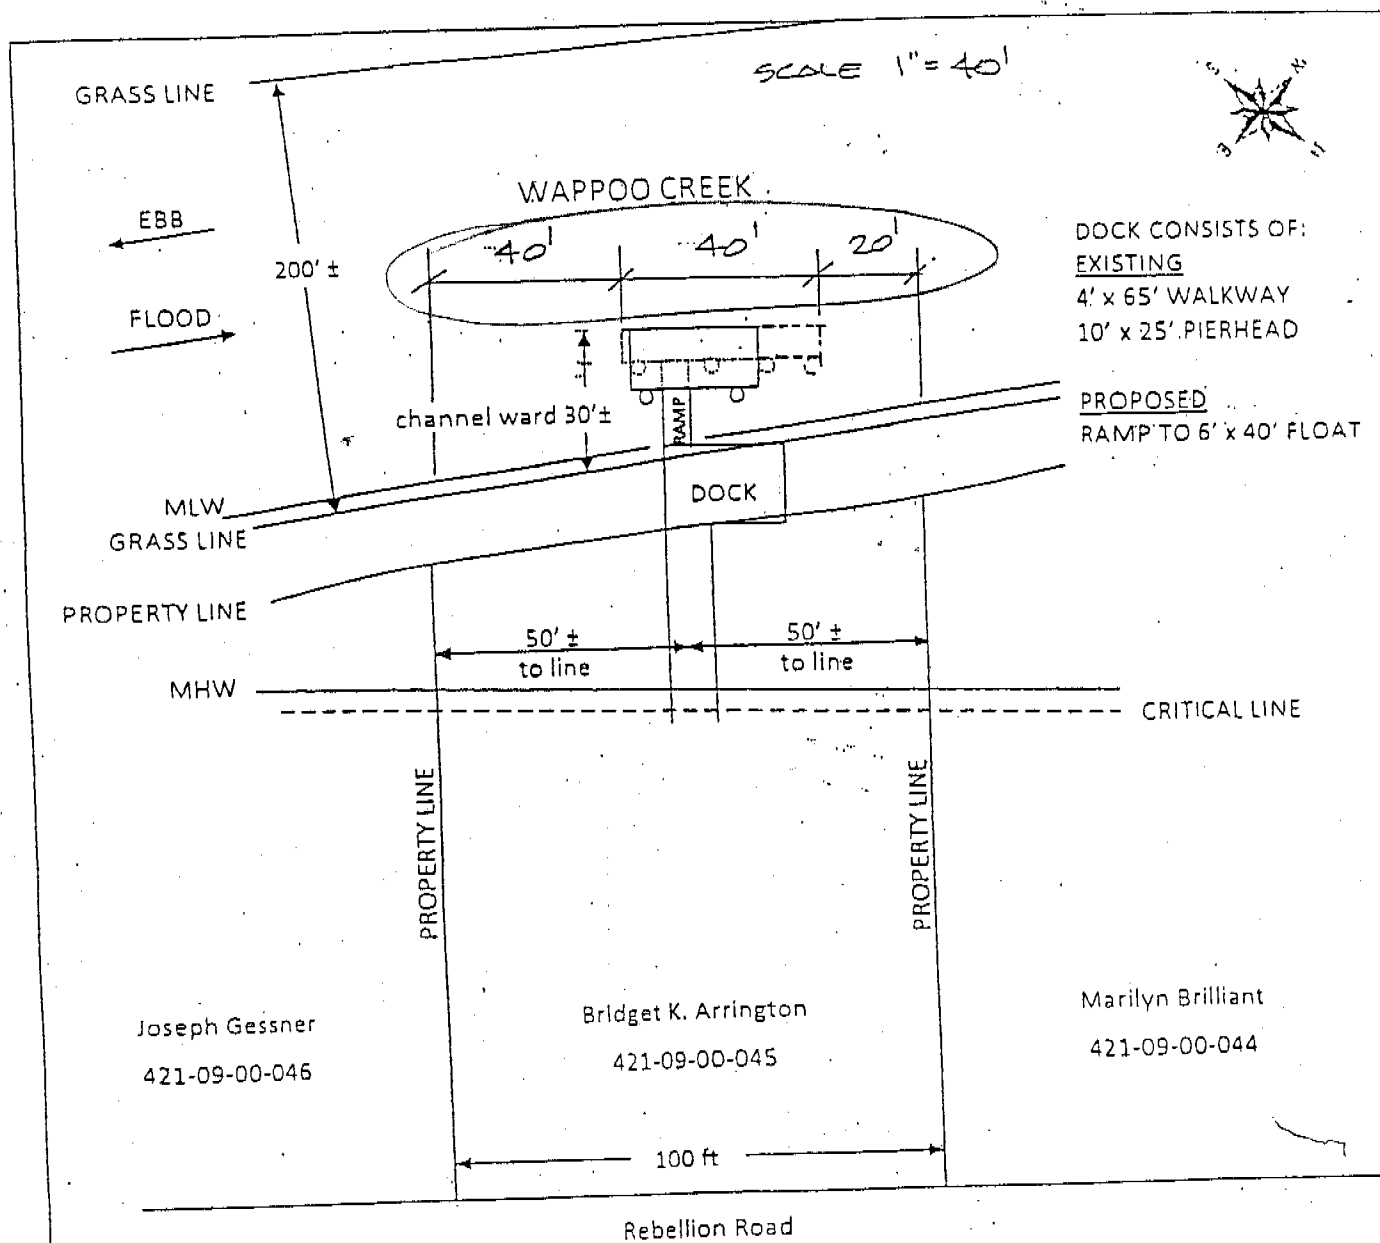 SCALE 1" = 40'
GRASS LINE
WAPPOO CREEK
EBB
200' ±
FLOOD
40' 40' 20'
DOCK CONSISTS OF:
EXISTING
4' x 65' WALKWAY
10' x 25' PIERHEAD
PROPOSED
RAMP TO 6' x 40' FLOAT
channel ward 30'±
RAMP
DOCK
MLW
GRASS LINE
PROPERTY LINE
50' ±
to line
50' ±
to line
MHW
CRITICAL LINE
PROPERTY LINE
PROPERTY LINE
Joseph Gessner
421-09-00-046
Bridget K. Arrington
421-09-00-045
Marilyn Brilliant
421-09-00-044
100 ft
Rebellion Road